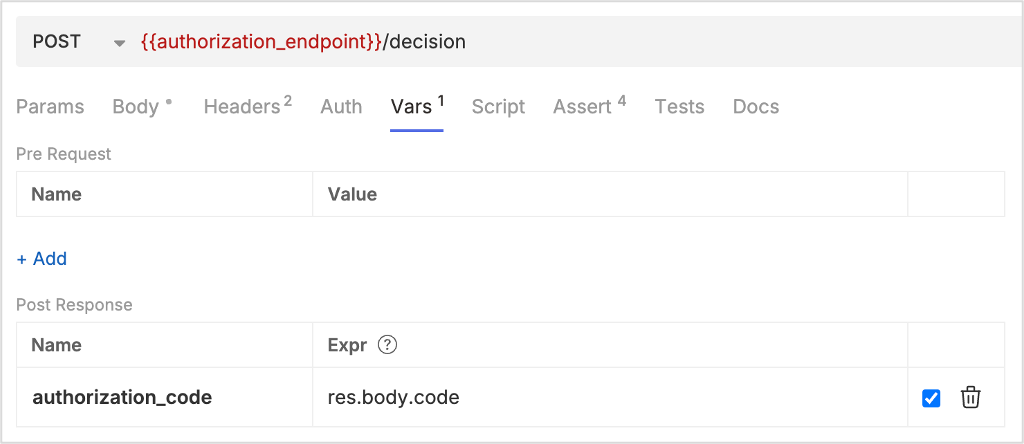 POST {{authorization_endpoint}}/decision
Params Body Headers 2 Auth Vars 1 Script Assert 4 Tests Docs
Pre Request
Name Value
+ Add
Post Response
Name Expr ?
authorization_code res.body.code